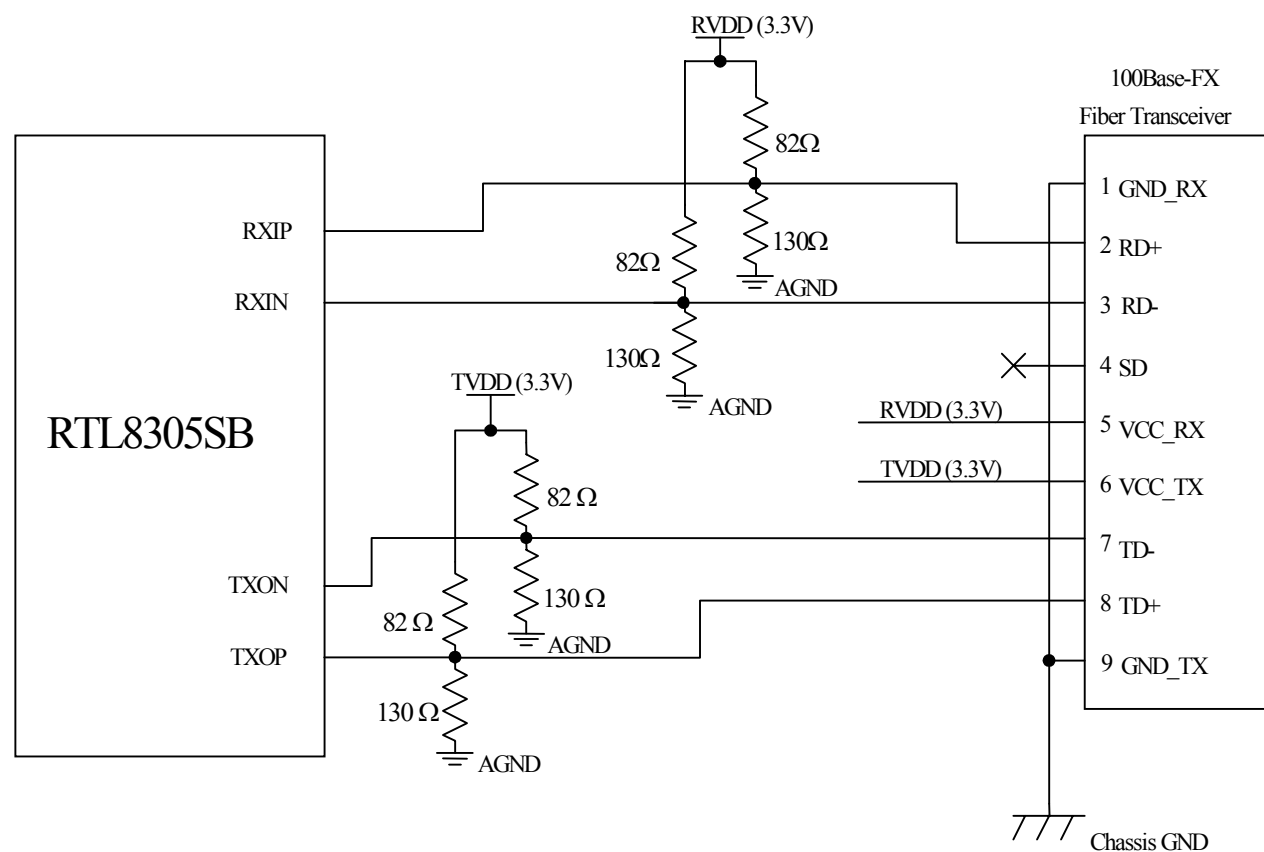 RVDD (3.3V)
100Base-FX
Fiber Transceiver
82Ω
1 GND_RX
RXIP
130Ω
2 RD+
82Ω
AGND
RXIN
3 RD-
130Ω
4 SD
TVDD (3.3V)
AGND
RVDD (3.3V)
5 VCC_RX
RTL8305SB
TVDD (3.3V)
6 VCC_TX
82 Ω
7 TD-
TXON
130 Ω
8 TD+
82 Ω
AGND
TXOP
9 GND_TX
130 Ω
AGND
Chassis GND